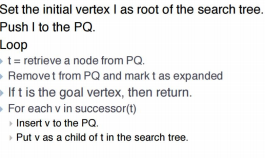 Set the initial vertex I as root of the search tree.
Push I to the PQ.
Loop
t = retrieve a node from PQ.
Remove t from PQ and mark t as expanded
If t is the goal vertex, then return.
For each v in successor(t)
Insert v to the PQ.
Put v as a child of t in the search tree.